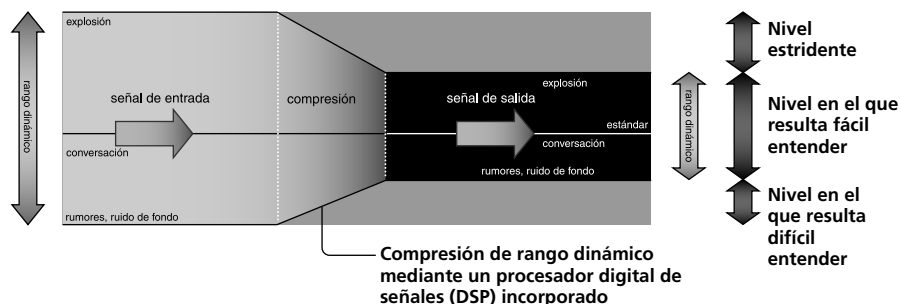 explosión
rango dinámico
señal de entrada
compresión
conversación
rumores, ruido de fondo
explosión
señal de salida
estándar
conversación
rumores, ruido de fondo
rango dinámico
Nivel
estridente
Nivel en el que
resulta fácil
entender
Nivel en el
que resulta
difícil
entender
Compresión de rango dinámico
mediante un procesador digital de
señales (DSP) incorporado